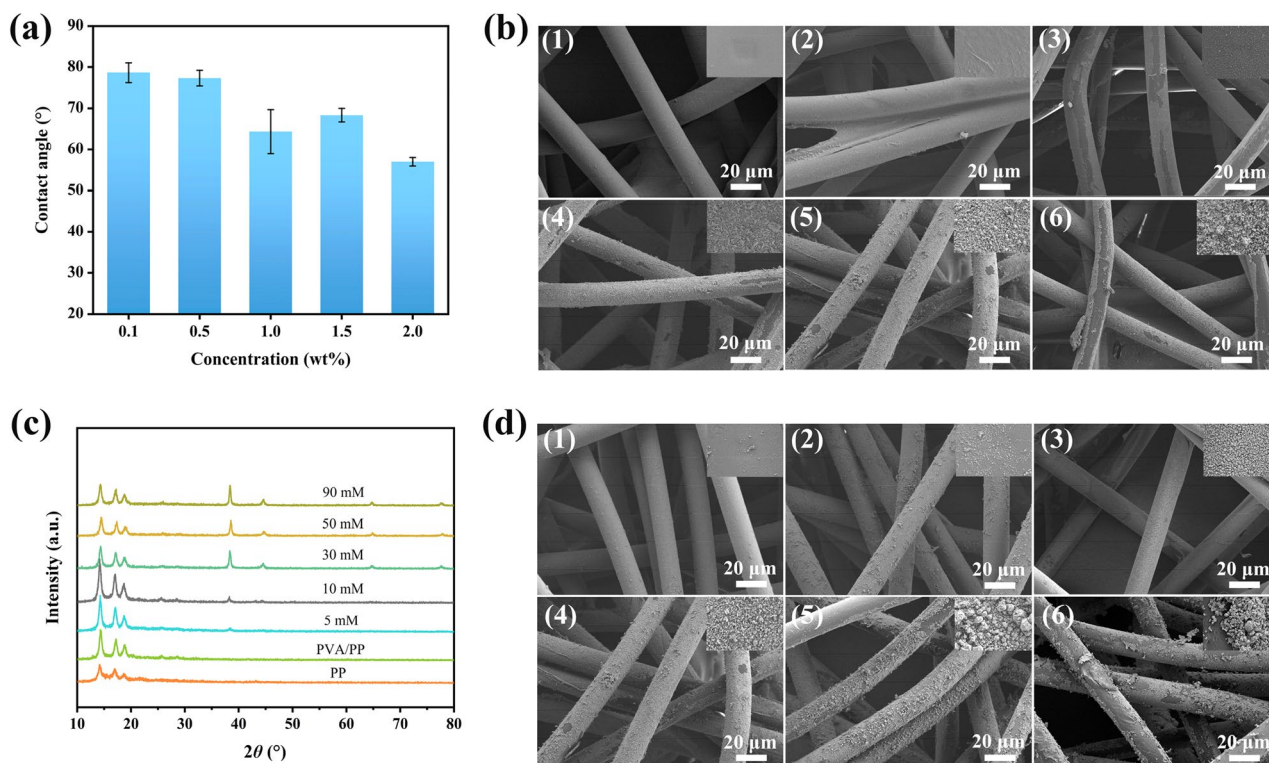 (a)
90
80
70
60
50
40
30
20
Contact angle (°)
0.1 0.5 1.0 1.5 2.0
Concentration (wt%)
(b)
(1) (2) (3)
20 μm 20 μm 20 μm
(4) (5) (6)
20 μm 20 μm 20 μm
(c)
Intensity (a.u.)
90 mM
50 mM
30 mM
10 mM
5 mM
PVA/PP
PP
10 20 30 40 50 60 70 80
2θ (°)
(d)
(1) (2) (3)
20 μm 20 μm 20 μm
(4) (5) (6)
20 μm 20 μm 20 μm